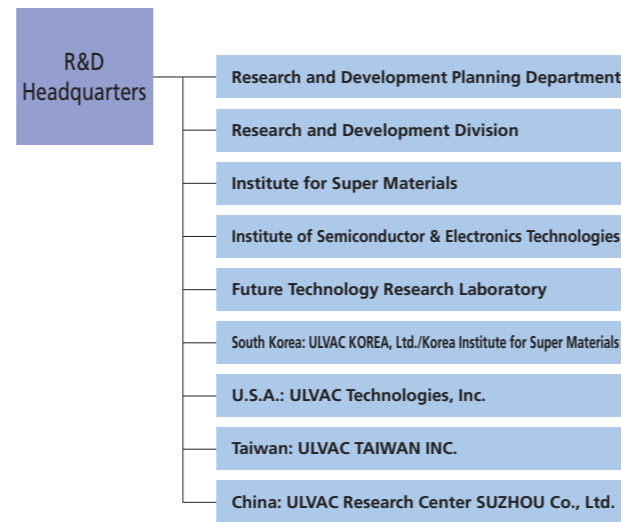 R&D
Headquarters
Research and Development Planning Department
Research and Development Division
Institute for Super Materials
Institute of Semiconductor & Electronics Technologies
Future Technology Research Laboratory
South Korea: ULVAC KOREA, Ltd./Korea Institute for Super Materials
U.S.A.: ULVAC Technologies, Inc.
Taiwan: ULVAC TAIWAN INC.
China: ULVAC Research Center SUZHOU Co., Ltd.